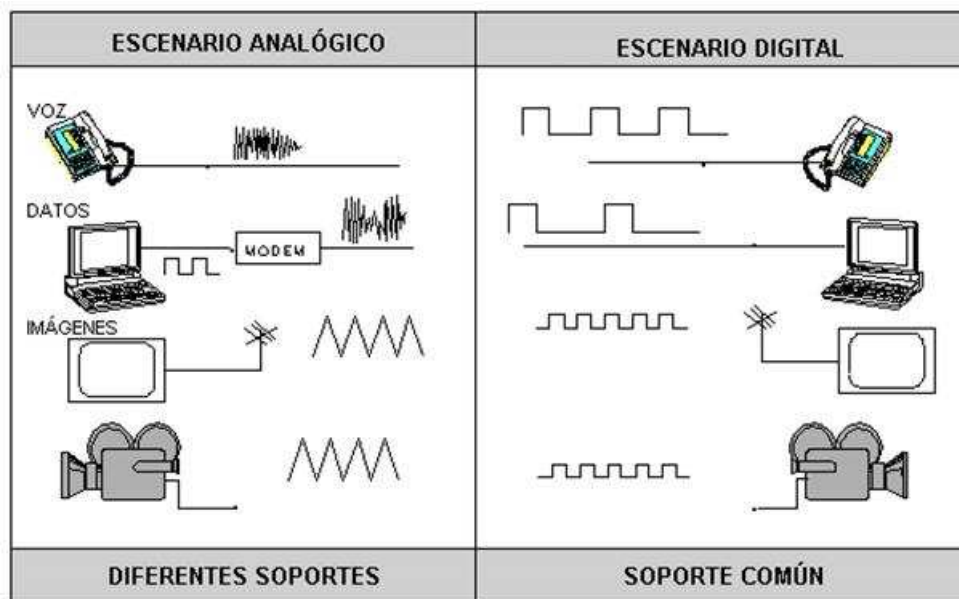 ESCENARIO ANALÓGICO
ESCENARIO DIGITAL
VOZ
DATOS
MODEM
IMÁGENES
DIFERENTES SOPORTES
SOPORTE COMÚN